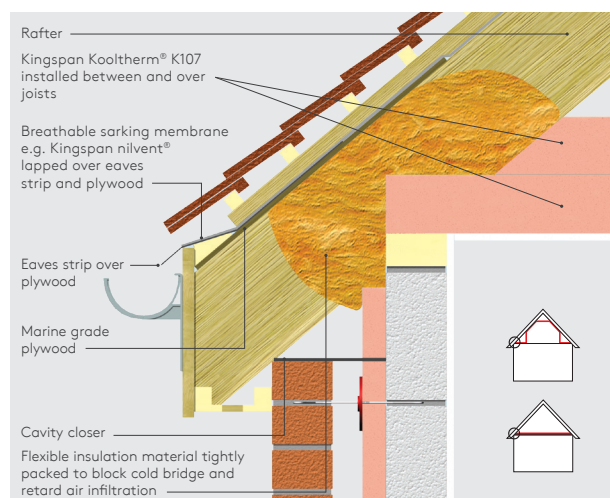 Rafter
Kingspan Kooltherm® K107
installed between and over
joists
Breathable sarking membrane
e.g. Kingspan nilvent®
lapped over eaves
strip and plywood
Eaves strip over
plywood
Marine grade
plywood
Cavity closer
Flexible insulation material tightly
packed to block cold bridge and
retard air infiltration